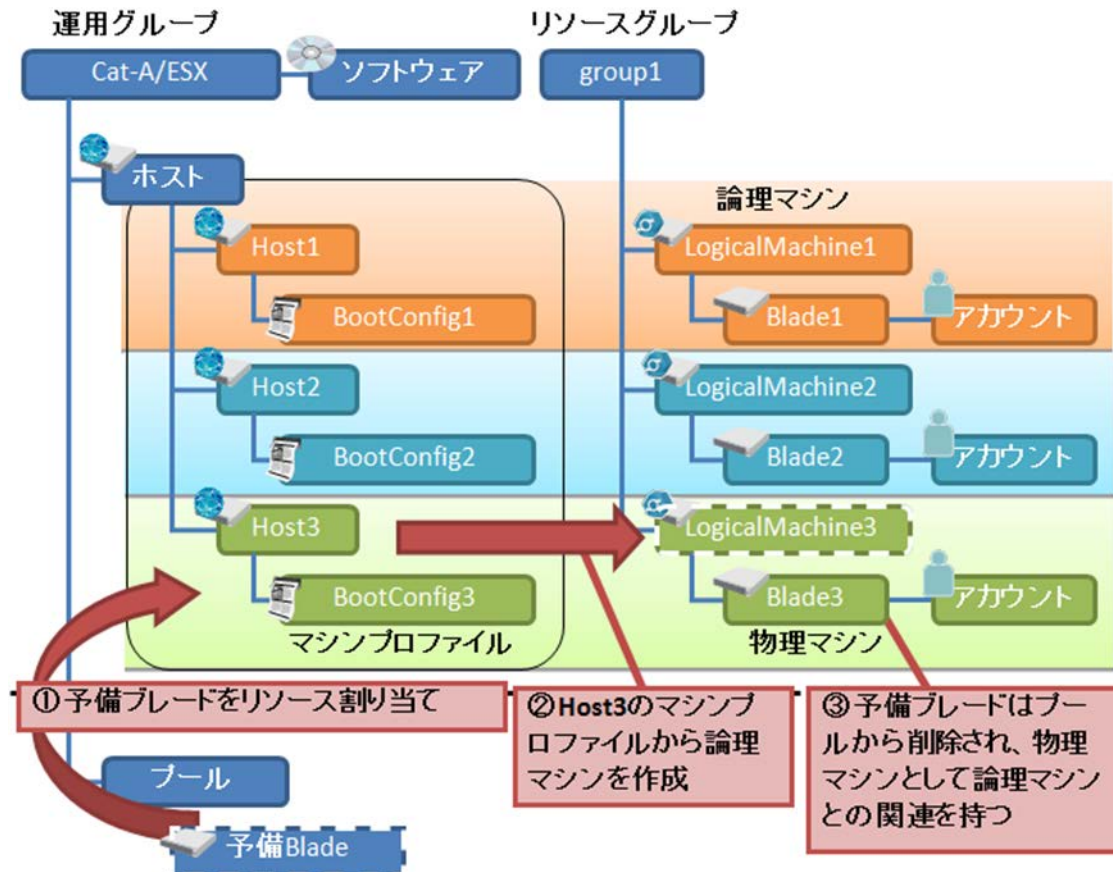 運用グループ
リソースグループ
Cat-A/ESX
ソフトウェア
group1
ホスト
論理マシン
Host1
LogicalMachine1
BootConfig1
Blade1
アカウント
Host2
LogicalMachine2
BootConfig2
Blade2
アカウント
Host3
LogicalMachine3
BootConfig3
Blade3
アカウント
マシンプロファイル
物理マシン
①予備ブレードをリソース割り当て
②Host3のマシンプ
ロファイルから論理
マシンを作成
③予備ブレードはプー
ルから削除され、物理
マシンとして論理マシン
との関連を持つ
プール
予備Blade